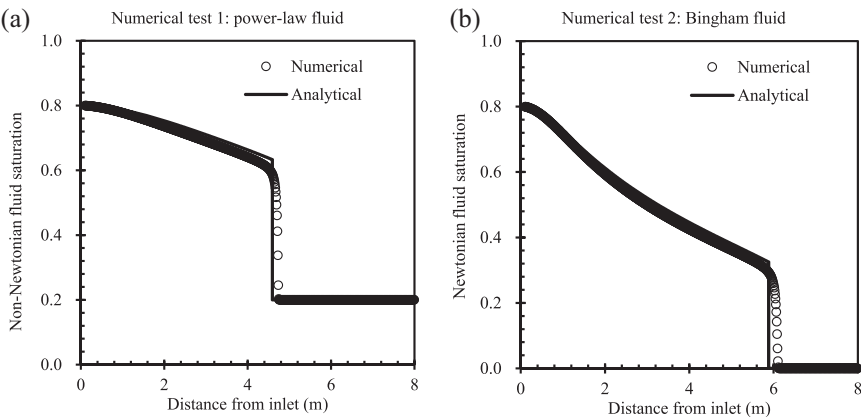 (a)
Numerical test 1: power-law fluid
1.0
0.8
0.6
0.4
0.2
0.0
Non-Newtonian fluid saturation
Numerical
Analytical
0 2 4 6 8
Distance from inlet (m)
(b)
Numerical test 2: Bingham fluid
1.0
0.8
0.6
0.4
0.2
0.0
Newtonian fluid saturation
Numerical
Analytical
0 2 4 6 8
Distance from inlet (m)